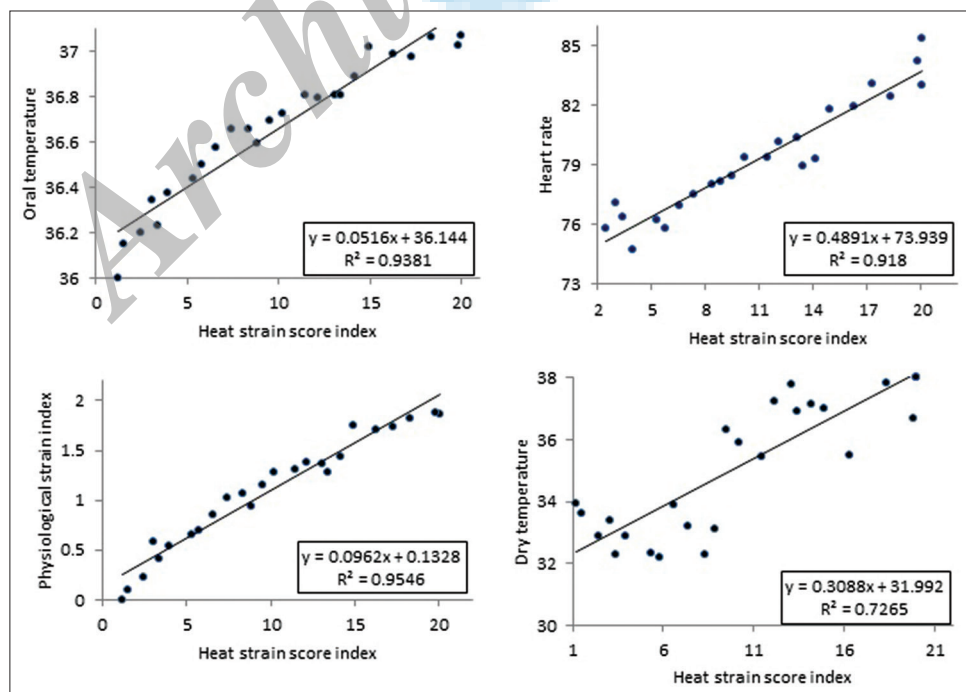 Archi
37
36.8
36.6
36.4
36.2
36
0 5 10 15 20
Oral temperature
Heat strain score index
y = 0.0516x + 36.144
R² = 0.9381
85
82
79
76
73
2 5 8 11 14 17 20
Heart rate
Heat strain score index
y = 0.4891x + 73.939
R² = 0.918
2
1.5
1
0.5
0
0 5 10 15 20
Physiological strain index
Heat strain score index
y = 0.0962x + 0.1328
R² = 0.9546
38
36
34
32
30
1 6 11 16 21
Dry temperature
Heat strain score index
y = 0.3088x + 31.992
R² = 0.7265